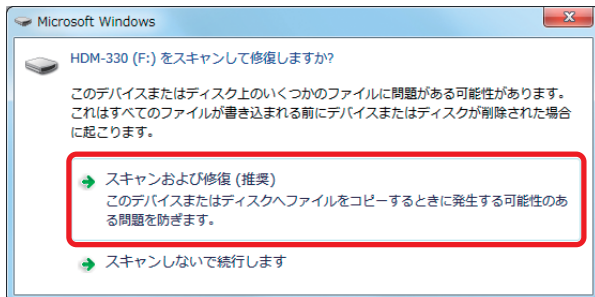 Microsoft Windows
HDM-330 (F:) をスキャンして修復しますか?
このデバイスまたはディスク上のいくつかのファイルに問題がある可能性があります。
これはすべてのファイルが書き込まれる前にデバイスまたはディスクが削除された場合
に起こります。
スキャンおよび修復 (推奨)
このデバイスまたはディスクへファイルをコピーするときに発生する可能性のあ
る問題を防ぎます。
スキャンしないで続行します